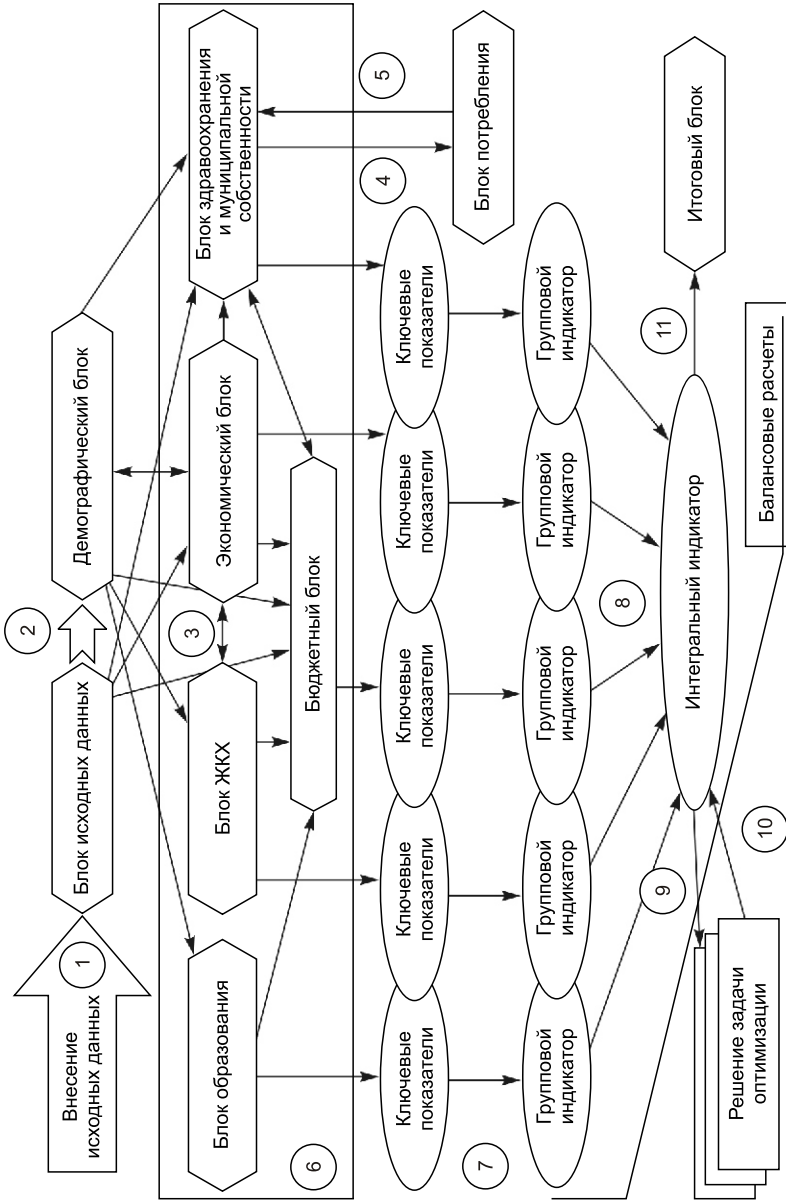 Внесение
исходных данных
1
Блок исходных данных
2
Демографический блок
Блок образования
Блок ЖКХ
3
Экономический блок
Блок здравоохранения
и муниципальной
собственности
Бюджетный блок
6
4
5
Блок потребления
Ключевые
показатели
Ключевые
показатели
Ключевые
показатели
Ключевые
показатели
Ключевые
показатели
7
Групповой
индикатор
Групповой
индикатор
Групповой
индикатор
Групповой
индикатор
Групповой
индикатор
8
9
Интегральный индикатор
11
Итоговый блок
Решение задачи
оптимизации
10
Балансовые расчеты